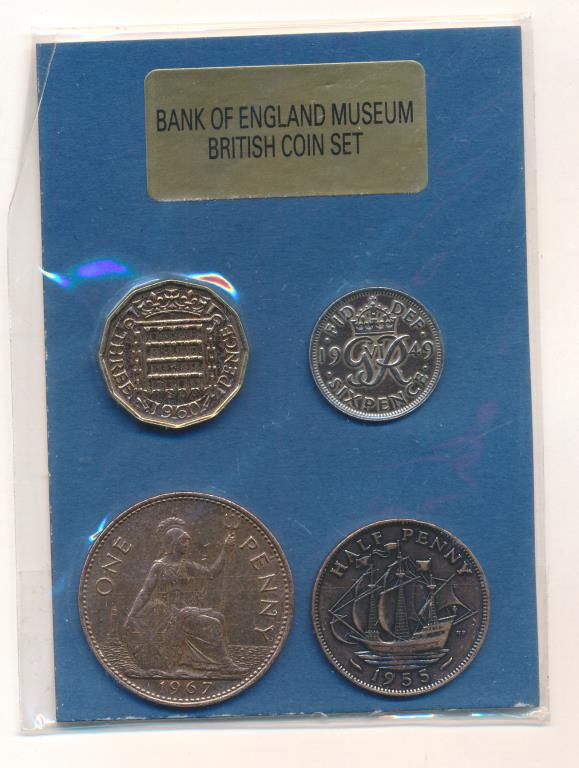 BANK OF ENGLAND MUSEUM
BRITISH COIN SET
THREE PENCE
1960
FID DEF
19 GVIR 49
SIXPENCE
ONE PENNY
1967
HALF PENNY
1955